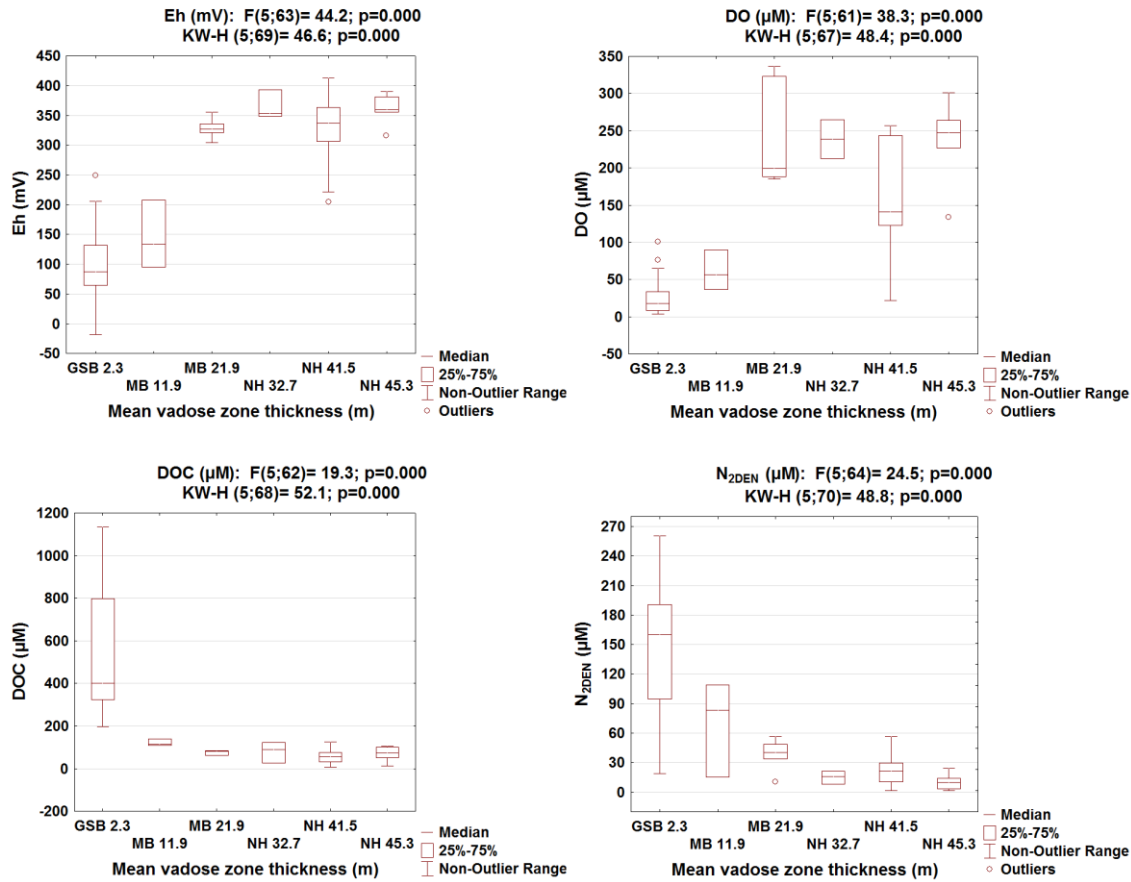 Eh (mV): F(5;63)= 44.2; p=0.000
KW-H (5;69)= 46.6; p=0.000
450
400
350
300
250
200
150
100
50
0
-50
Eh (mV)
GSB 2.3 MB 21.9 NH 41.5
MB 11.9 NH 32.7 NH 45.3
Mean vadose zone thickness (m)
Median
25%-75%
Non-Outlier Range
Outliers
DO (µM): F(5;61)= 38.3; p=0.000
KW-H (5;67)= 48.4; p=0.000
350
300
250
200
150
100
50
0
-50
DO (µM)
GSB 2.3 MB 21.9 NH 41.5
MB 11.9 NH 32.7 NH 45.3
Mean vadose zone thickness (m)
Median
25%-75%
Non-Outlier Range
Outliers
DOC (µM): F(5;62)= 19.3; p=0.000
KW-H (5;68)= 52.1; p=0.000
1200
1000
800
600
400
200
0
-200
DOC (µM)
GSB 2.3 MB 21.9 NH 41.5
MB 11.9 NH 32.7 NH 45.3
Mean vadose zone thickness (m)
Median
25%-75%
Non-Outlier Range
N2DEN (µM): F(5;64)= 24.5; p=0.000
KW-H (5;70)= 48.8; p=0.000
270
240
210
180
150
120
90
60
30
0
N2DEN (µM)
GSB 2.3 MB 21.9 NH 41.5
MB 11.9 NH 32.7 NH 45.3
Mean vadose zone thickness (m)
Median
25%-75%
Non-Outlier Range
Outliers